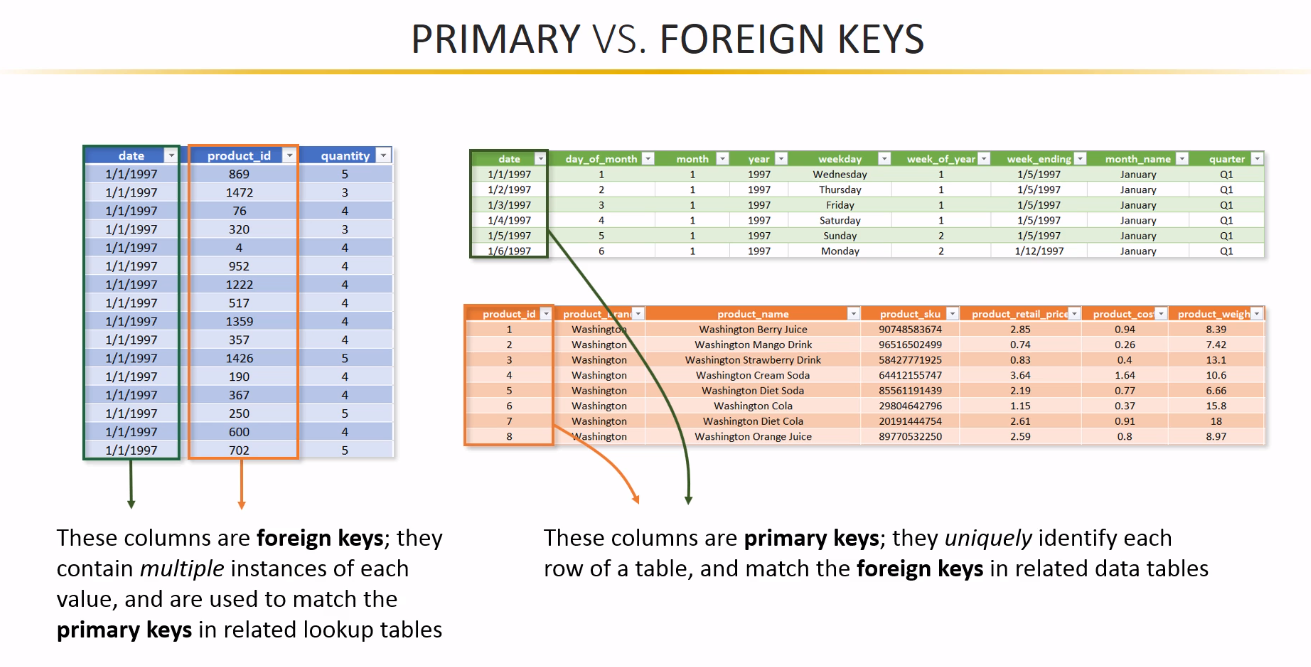 PRIMARY VS. FOREIGN KEYS
date product_id quantity
1/1/1997 869 5
1/1/1997 1472 3
1/1/1997 76 4
1/1/1997 320 3
1/1/1997 4 4
1/1/1997 952 4
1/1/1997 1222 4
1/1/1997 517 4
1/1/1997 1359 4
1/1/1997 357 4
1/1/1997 1426 5
1/1/1997 190 4
1/1/1997 367 4
1/1/1997 250 5
1/1/1997 600 4
1/1/1997 702 5
date day_of_month month year weekday week_of_year week_ending month_name quarter
1/1/1997 1 1 1997 Wednesday 1 1/5/1997 January Q1
1/2/1997 2 1 1997 Thursday 1 1/5/1997 January Q1
1/3/1997 3 1 1997 Friday 1 1/5/1997 January Q1
1/4/1997 4 1 1997 Saturday 1 1/5/1997 January Q1
1/5/1997 5 1 1997 Sunday 2 1/5/1997 January Q1
1/6/1997 6 1 1997 Monday 2 1/12/1997 January Q1
product_id product_bran product_name product_sku product_retail_price product_cost product_weigh
1 Washington Washington Berry Juice 90748583674 2.85 0.94 8.39
2 Washington Washington Mango Drink 96516502499 0.74 0.26 7.42
3 Washington Washington Strawberry Drink 58427771925 0.83 0.4 13.1
4 Washington Washington Cream Soda 64412155747 3.64 1.64 10.6
5 Washington Washington Diet Soda 85561191439 2.19 0.77 6.66
6 Washington Washington Cola 29804642796 1.15 0.37 15.8
7 Washington Washington Diet Cola 20191444754 2.61 0.91 18
8 Washington Washington Orange Juice 89770532250 2.59 0.8 8.97
These columns are foreign keys; they
contain multiple instances of each
value, and are used to match the
primary keys in related lookup tables
These columns are primary keys; they uniquely identify each
row of a table, and match the foreign keys in related data tables